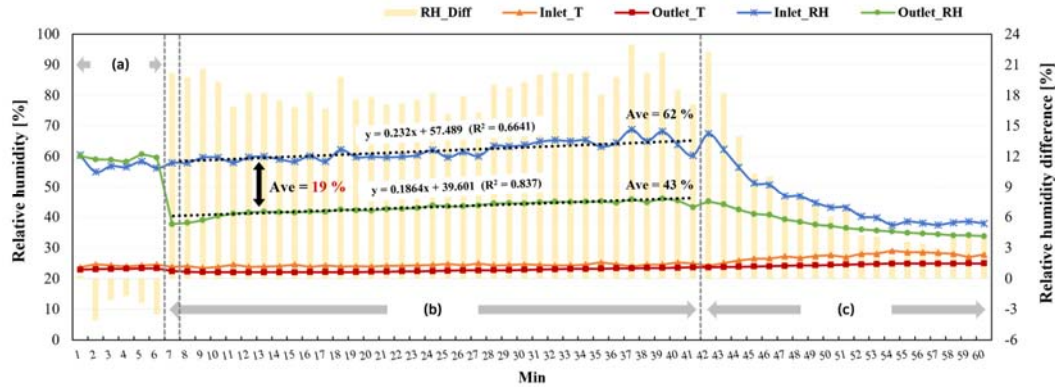 RH_Diff Inlet_T Outlet_T Inlet_RH Outlet_RH
Relative humidity [%]
100
90
80
70
60
50
40
30
20
10
0
(a)
y = 0.232x + 57.489 (R² = 0.6641)
Ave = 62 %
Ave = 19 %
y = 0.1864x + 39.601 (R² = 0.837)
Ave = 43 %
(b)
(c)
24
21
18
15
12
9
6
3
0
-3
-6
Relative humidity difference [%]
1 2 3 4 5 6 7 8 9 10 11 12 13 14 15 16 17 18 19 20 21 22 23 24 25 26 27 28 29 30 31 32 33 34 35 36 37 38 39 40 41 42 43 44 45 46 47 48 49 50 51 52 53 54 55 56 57 58 59 60
Min